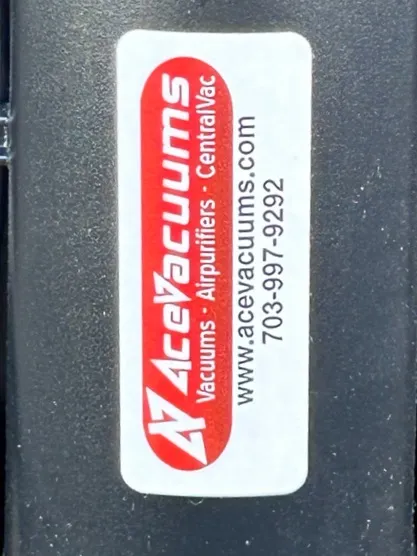 AceVacuums
Vacuums · Airpurifiers · CentralVac
www.acevacuums.com
703-997-9292